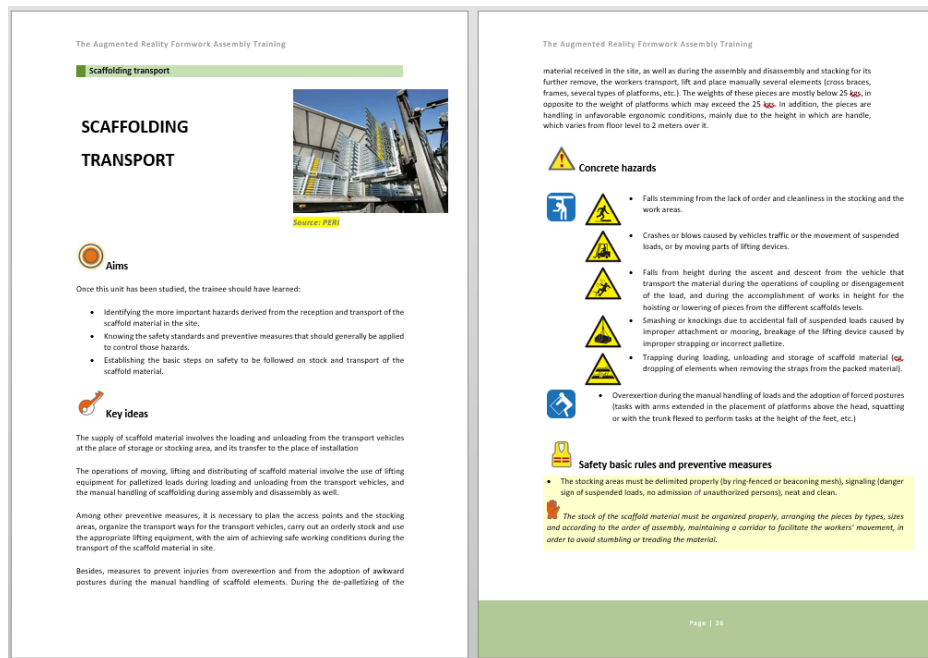 The Augmented Reality Formwork Assembly Training
Scaffolding transport
SCAFFOLDING
TRANSPORT
Source: PERI
Aims
Once this unit has been studied, the trainee should have learned:
• Identifying the more important hazards derived from the reception and transport of the
scaffold material in the site.
• Knowing the safety standards and preventive measures that should generally be applied
to control those hazards.
• Establishing the basic steps on safety to be followed on stock and transport of the
scaffold material.
Key ideas
The supply of scaffold material involves the loading and unloading from the transport vehicles
at the place of storage or stocking area, and its transfer to the place of installation
The operations of moving, lifting and distributing of scaffold material involve the use of lifting
equipment for palletized loads during loading and unloading from the transport vehicles, and
the manual handling of scaffolding during assembly and disassembly as well.
Among other preventive measures, it is necessary to plan the access points and the stocking
areas, organize the transport ways for the transport vehicles, carry out an orderly stock and use
the appropriate lifting equipment, with the aim of achieving safe working conditions during the
transport of the scaffold material in site.
Besides, measures to prevent injuries from overexertion and from the adoption of awkward
postures during the manual handling of scaffold elements. During the de-palletizing of the
The Augmented Reality Formwork Assembly Training
material received in the site, as well as during the assembly and disassembly and stacking for its
further remove, the workers transport, lift and place manually several elements (cross braces,
frames, several types of platforms, etc.). The weights of these pieces are mostly below 25 kgs, in
opposite to the weight of platforms which may exceed the 25 kgs. In addition, the pieces are
handling in unfavorable ergonomic conditions, mainly due to the height in which are handle,
which varies from floor level to 2 meters over it.
Concrete hazards
• Falls stemming from the lack of order and cleanliness in the stocking and the
work areas.
• Crashes or blows caused by vehicles traffic or the movement of suspended
loads, or by moving parts of lifting devices.
• Falls from height during the ascent and descent from the vehicle that
transport the material during the operations of coupling or disengagement
of the load, and during the accomplishment of works in height for the
hoisting or lowering of pieces from the different scaffolds levels.
• Smashing or knockings due to accidental fall of suspended loads caused by
improper attachment or mooring, breakage of the lifting device caused by
improper strapping or incorrect palletize.
• Trapping during loading, unloading and storage of scaffold material (eg.
dropping of elements when removing the straps from the packed material).
• Overexertion during the manual handling of loads and the adoption of forced postures
(tasks with arms extended in the placement of platforms above the head, squatting
or with the trunk flexed to perform tasks at the height of the feet, etc.)
Safety basic rules and preventive measures
• The stocking areas must be delimited properly (by ring-fenced or beaconing mesh), signaling (danger
sign of suspended loads, no admission of unauthorized persons), neat and clean.
The stock of the scaffold material must be organized properly, arranging the pieces by types, sizes
and according to the order of assembly, maintaining a corridor to facilitate the workers' movement, in
order to avoid stumbling or treading the material.
Page | 36